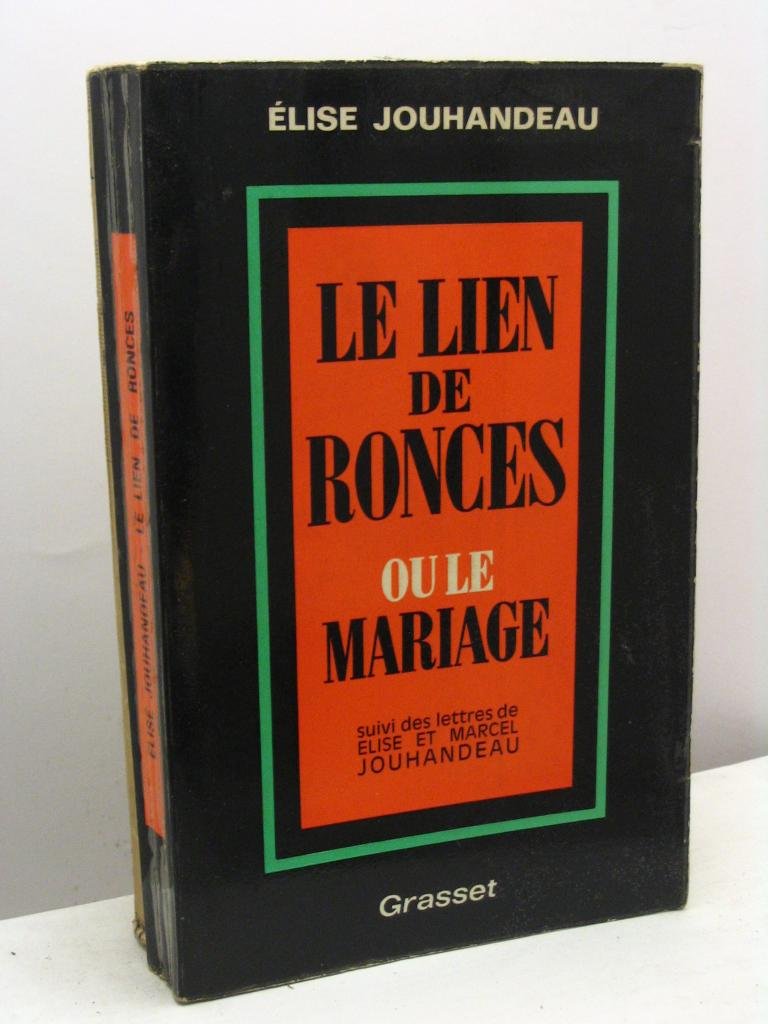 ÉLISE JOUHANDEAU
LE LIEN
DE
RONCES
OU LE
MARIAGE
suivi des lettres de
ELISE ET MARCEL
JOUHANDEAU
Grasset
ELISE JOUHANDEAU - LE LIEN DE RONCES